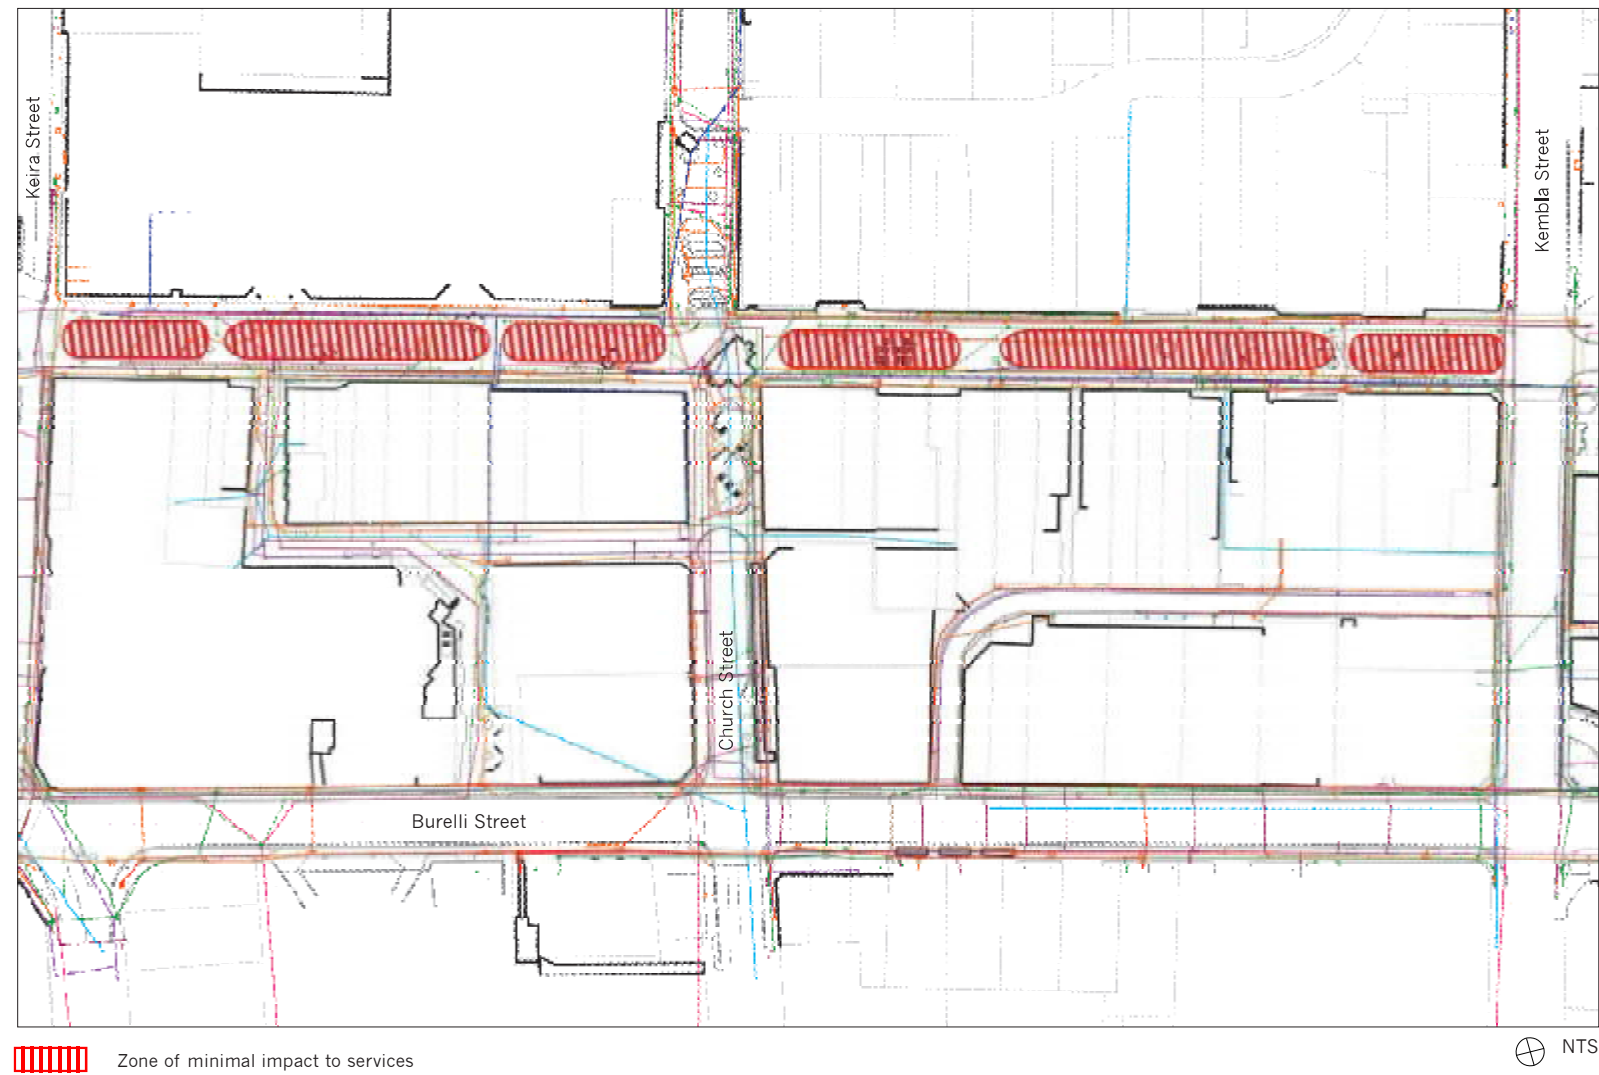 Keira Street
Kembla Street
Church Street
Burelli Street
Zone of minimal impact to services
NTS